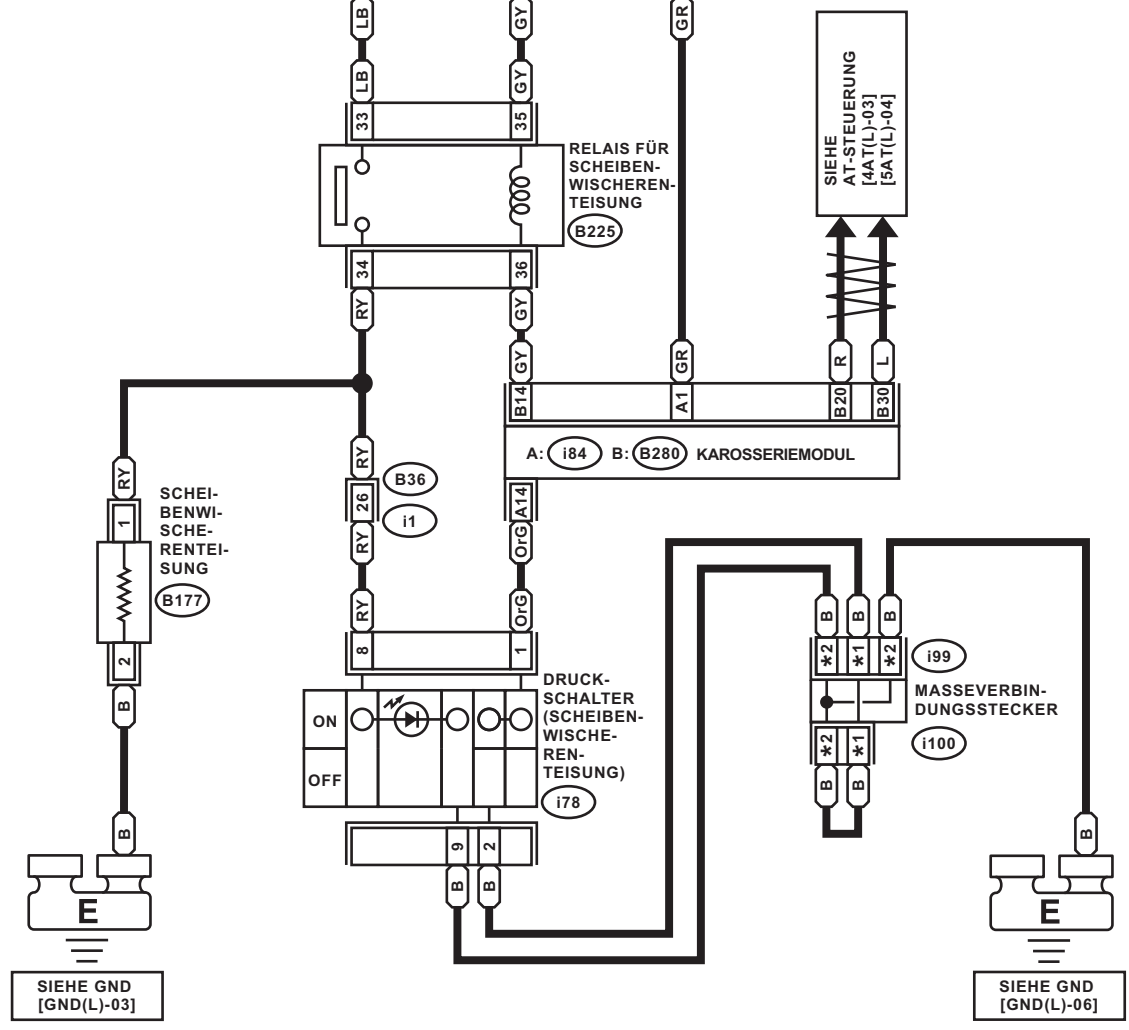 LB
GY
GR
LB
GY
33
35
RELAIS FÜR
SCHEIBEN-
WISCHEREN-
TEISUNG
B225
34
36
RY
GY
SIEHE
AT-STEUERUNG
[4AT(L)-03]
[5AT(L)-04]
GY
GR
R
L
B14
A1
B20
B30
A: i84 B: B280 KAROSSERIEMODUL
A14
OrG
OrG
RY
B36
26
i1
RY
RY
RY
1
SCHEI-
BENWI-
SCHE-
RENTEI-
SUNG
B177
2
B
B
8
1
DRUCK-
SCHALTER
(SCHEIBEN-
WISCHE-
REN-
TEISUNG)
i78
ON
OFF
9
2
B
B
B
B
B
*2
*1
*2
i99
MASSEVERBIN-
DUNGSSTECKER
i100
*2
*1
B
B
B
E
SIEHE GND
[GND(L)-03]
E
SIEHE GND
[GND(L)-06]